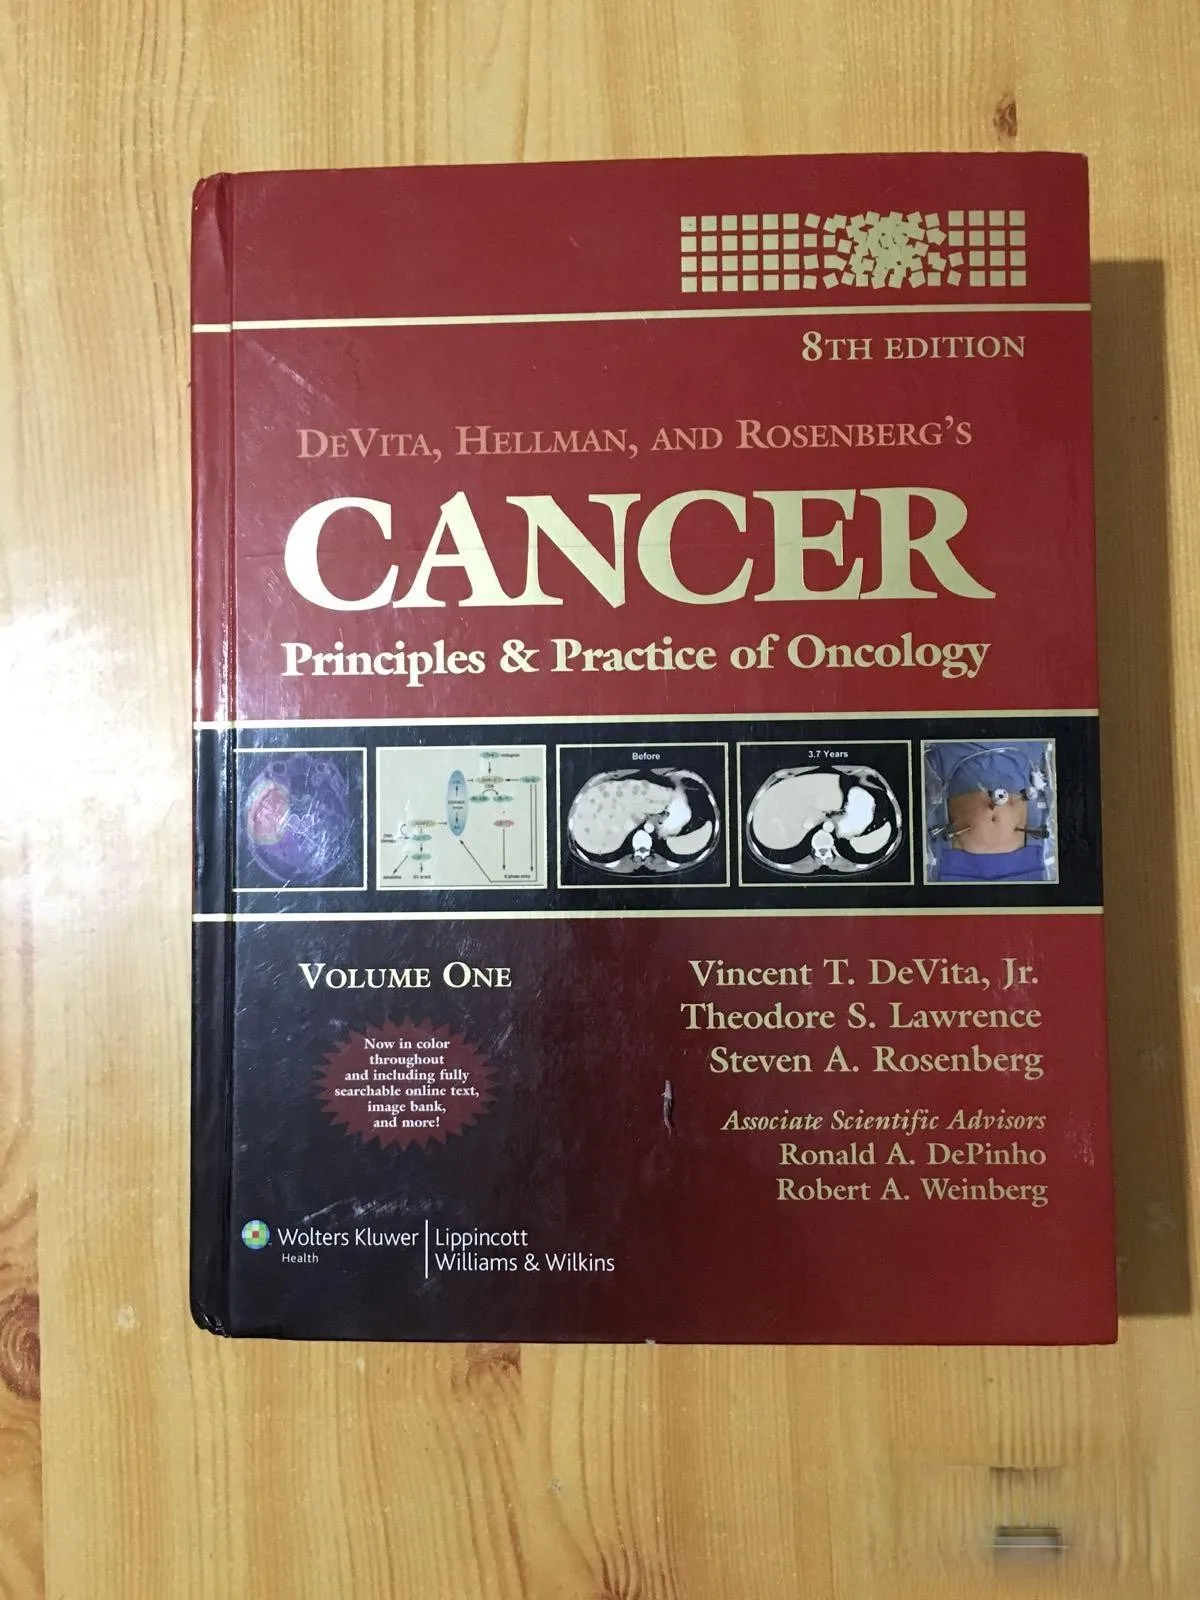 8TH EDITION
DEVITA, HELLMAN, AND ROSENBERG'S
CANCER
Principles & Practice of Oncology
Before
3.7 Years
VOLUME ONE
Now in color
throughout
and including fully
searchable online text,
image bank,
and more!
Vincent T. DeVita, Jr.
Theodore S. Lawrence
Steven A. Rosenberg
Associate Scientific Advisors
Ronald A. DePinho
Robert A. Weinberg
Wolters Kluwer
Health
Lippincott
Williams & Wilkins